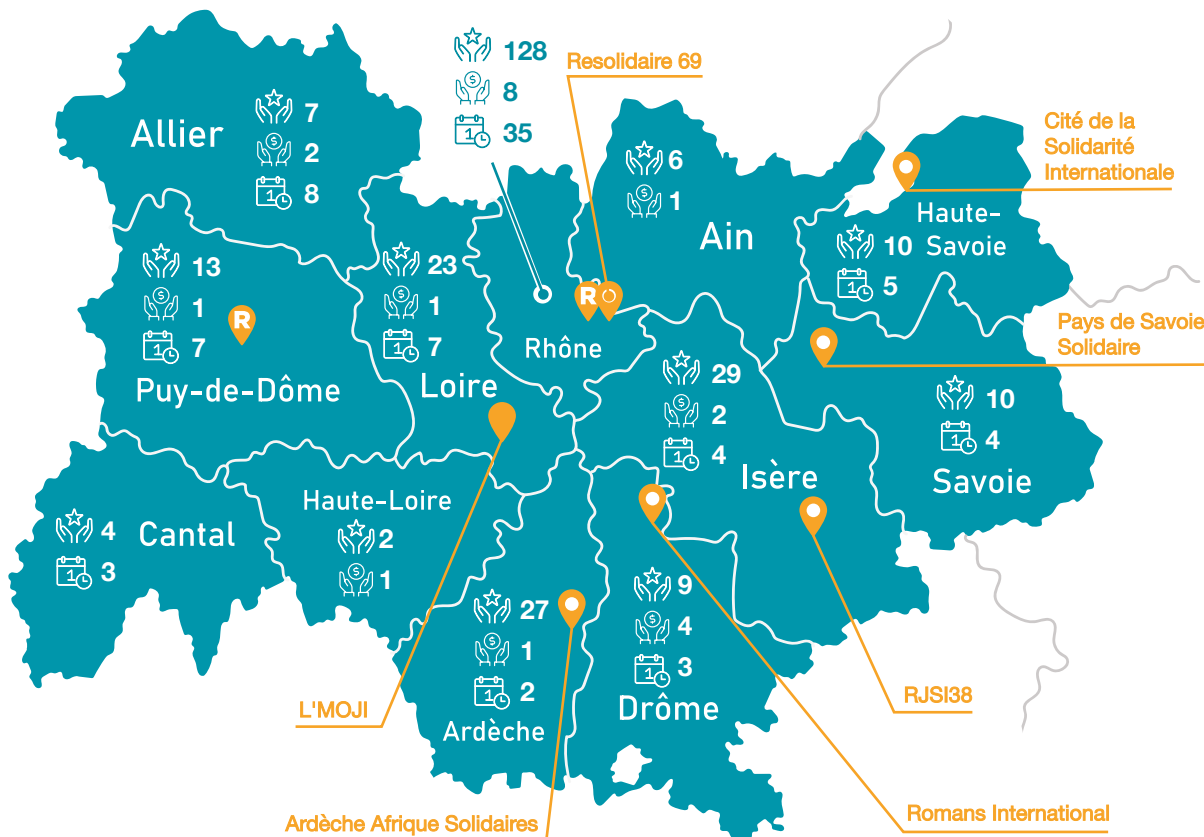 128
8
35
Resolidaire 69
Cité de la
Solidarité
Internationale
Allier
7
2
8
6
1
Ain
Haute-
Savoie
10
5
13
1
7
R
Puy-de-Dôme
23
1
7
Loire
R
Rhône
Pays de Savoie
Solidaire
29
2
4
Isère
10
4
Savoie
Cantal
4
3
Haute-Loire
2
1
27
1
2
Ardèche
9
4
3
Drôme
L'MOJI
RJSI38
Ardèche Afrique Solidaires
Romans International